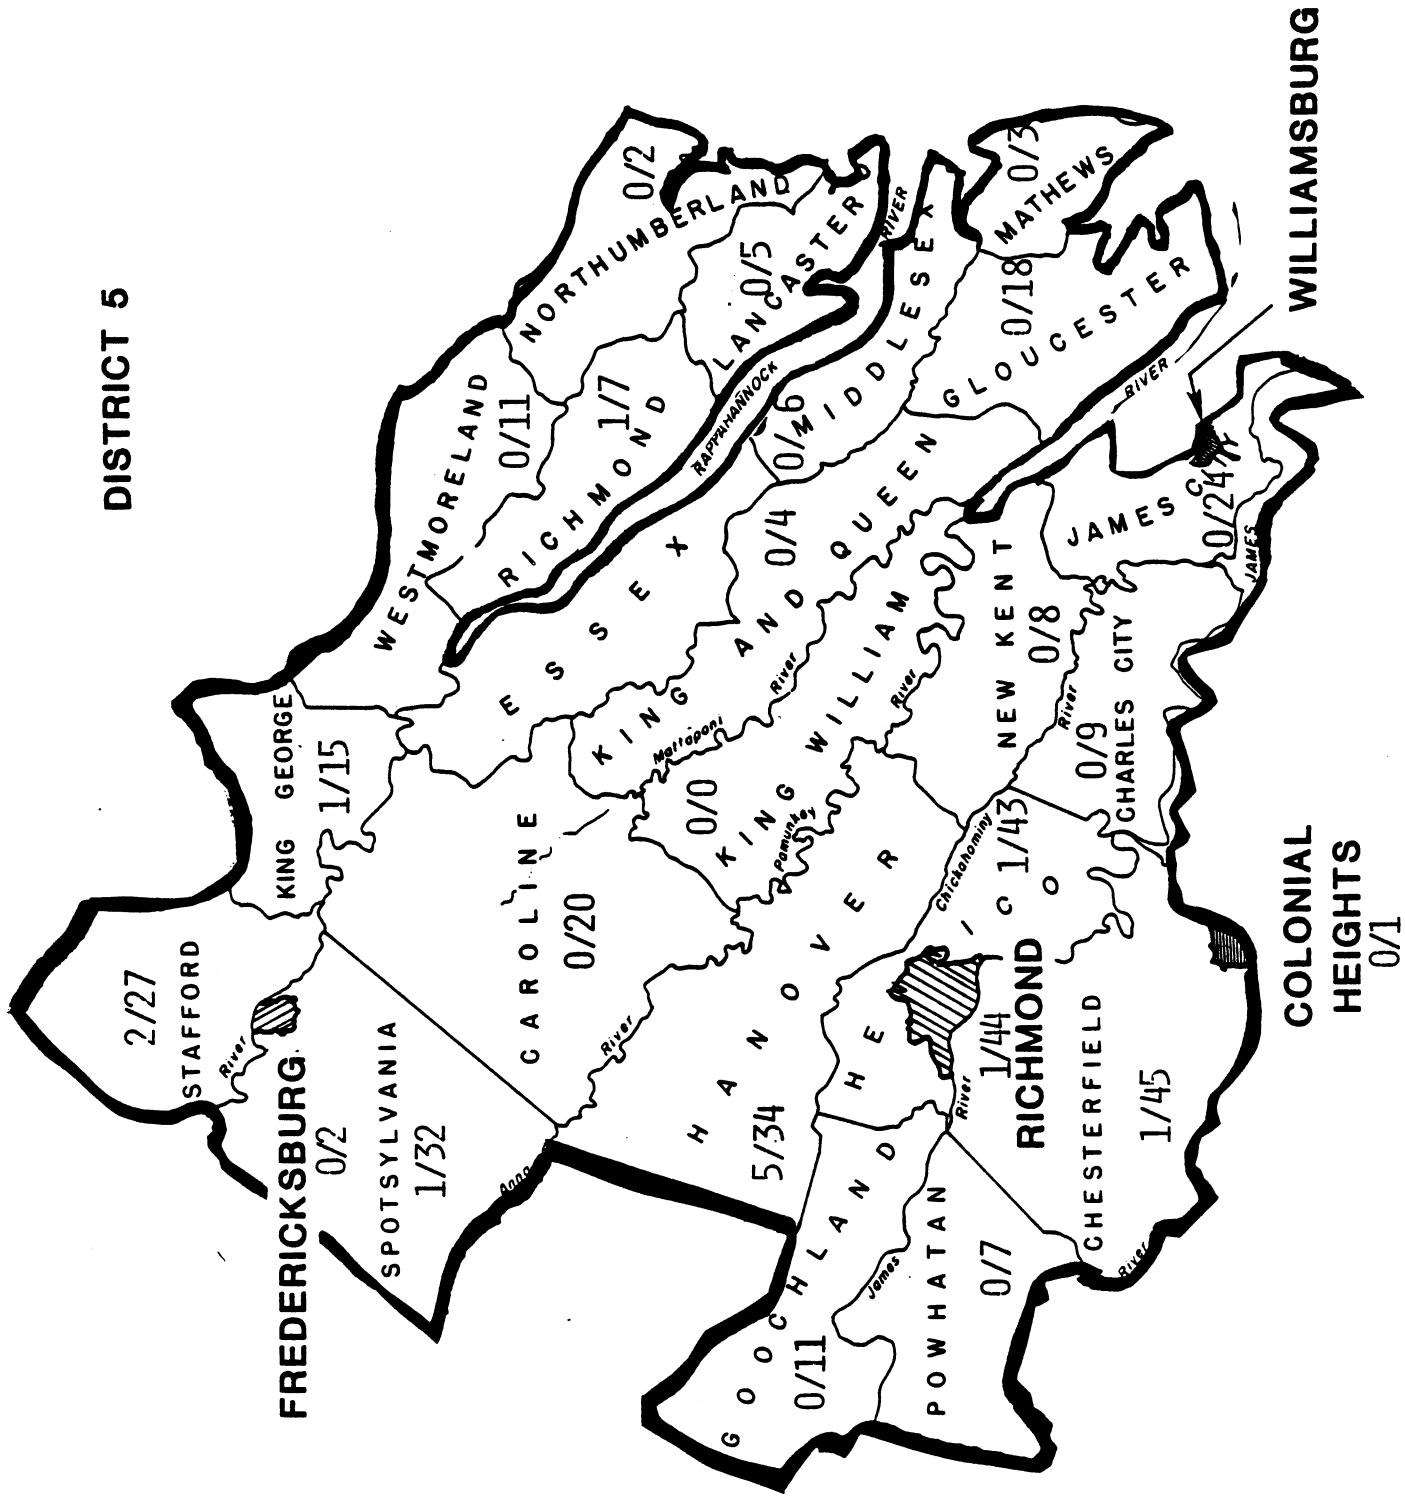 DISTRICT 5
STAFFORD
2/27
River
FREDERICKSBURG
0/2
SPOTSYLVANIA
1/32
Anna
KING GEORGE
1/15
WESTMORELAND
0/11
NORTHUMBERLAND
0/2
RICHMOND
1/7
LANCASTER
0/5
RAPPAHANNOCK
RIVER
ESSEX
CAROLINE
0/20
River
KING AND QUEEN
0/4
Mattaponi
River
MIDDLESEX
0/16
MATHEWS
0/3
GLOUCESTER
0/18
RIVER
KING WILLIAM
0/0
Pamunkey
River
HANOVER
5/34
NEW KENT
0/8
JAMES CITY
0/24
JAMES
WILLIAMSBURG
CHARLES CITY
0/9
River
Chickahominy
HENRICO
1/43
RICHMOND
1/44
River
GOOCHLAND
0/11
James
POWHATAN
0/7
CHESTERFIELD
1/45
River
COLONIAL
HEIGHTS
0/1